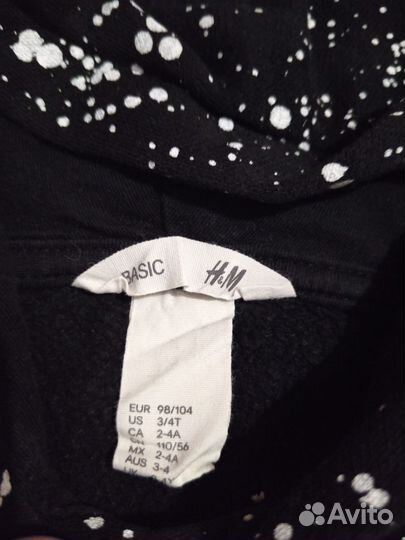 BASIC H&M
EUR 98/104
US 3/4T
CA 2-4A
CN 110/56
MX 2-4A
AUS 3-4
Avito